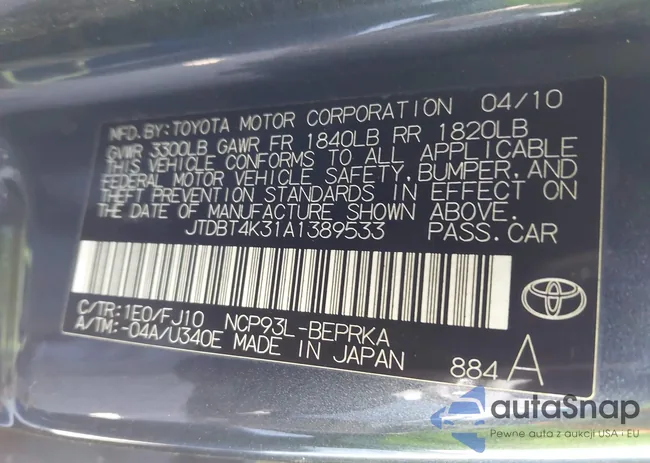 MFD. BY: TOYOTA MOTOR CORPORATION 04/10
GVWR 3300LB GAWR FR 1840LB RR 1820LB
THIS VEHICLE CONFORMS TO ALL APPLICABLE
FEDERAL MOTOR VEHICLE SAFETY, BUMPER, AND
THEFT PREVENTION STANDARDS IN EFFECT ON
THE DATE OF MANUFACTURE SHOWN ABOVE.
JTDBT4K31A1389533 PASS. CAR
C/TR: 1E0/FJ10 NCP93L-BEPRKA
A/TM: -04A/U340E MADE IN JAPAN
884 A
autaSnap
Pewne auta z aukcji USA i EU